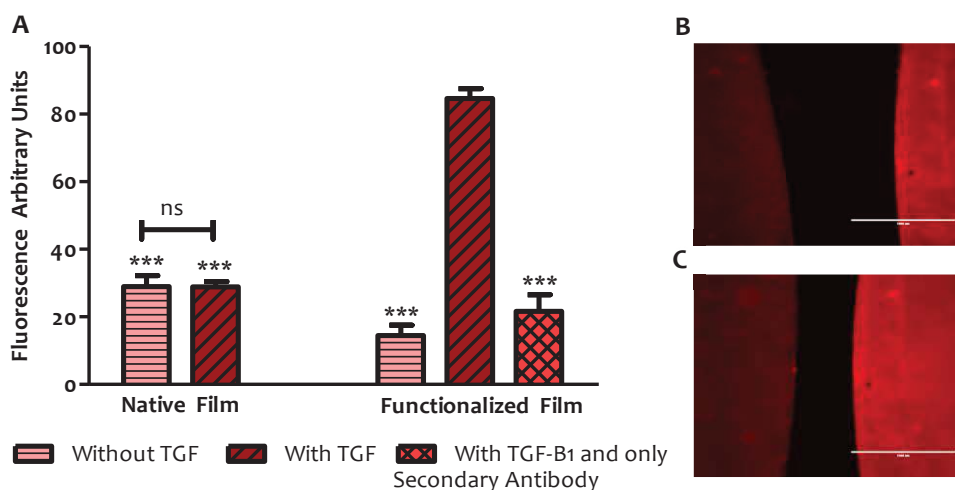 A
B
C
Fluorescence Arbitrary Units
100
80
60
40
20
0
ns
***
***
***
***
Native Film
Functionalized Film
Without TGF
With TGF
With TGF-B1 and only
Secondary Antibody